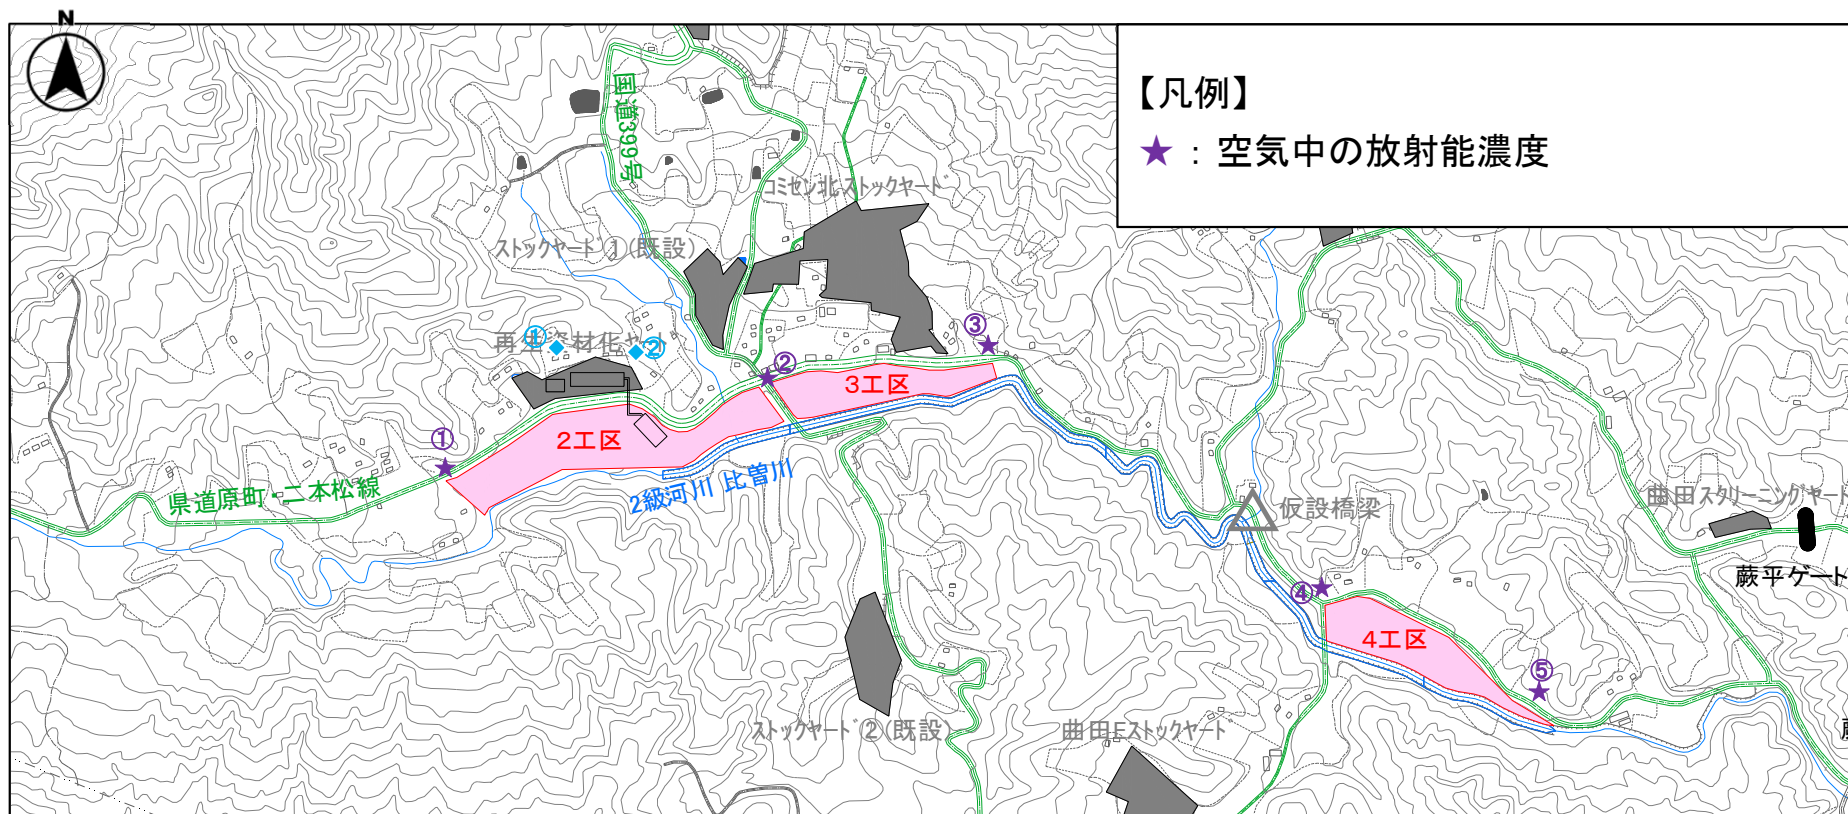 N
【凡例】
★ : 空気中の放射能濃度
国道399号
コミセン北ストックヤード
ストックヤード①(既設)
再生資材化ヤード
①
②
③
②
①
3工区
2工区
県道原町・二本松線
2級河川 比曽川
仮設橋梁
曲田スクリーニングヤード
蕨平ゲート
④
4工区
⑤
ストックヤード②(既設)
曲田Eストックヤード